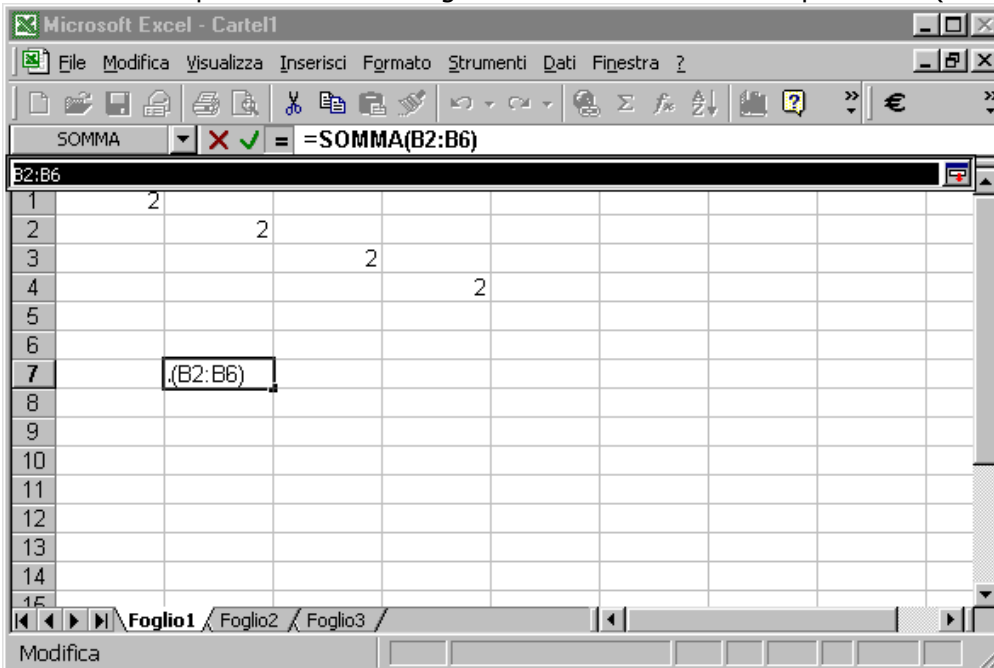 Microsoft Excel - Cartel1
File Modifica Visualizza Inserisci Formato Strumenti Dati Finestra ?
SOMMA = =SOMMA(B2:B6)
B2:B6
1 2
2 2
3 2
4 2
5
6
7 .(B2:B6)
8
9
10
11
12
13
14
15
Foglio1 Foglio2 Foglio3
Modifica